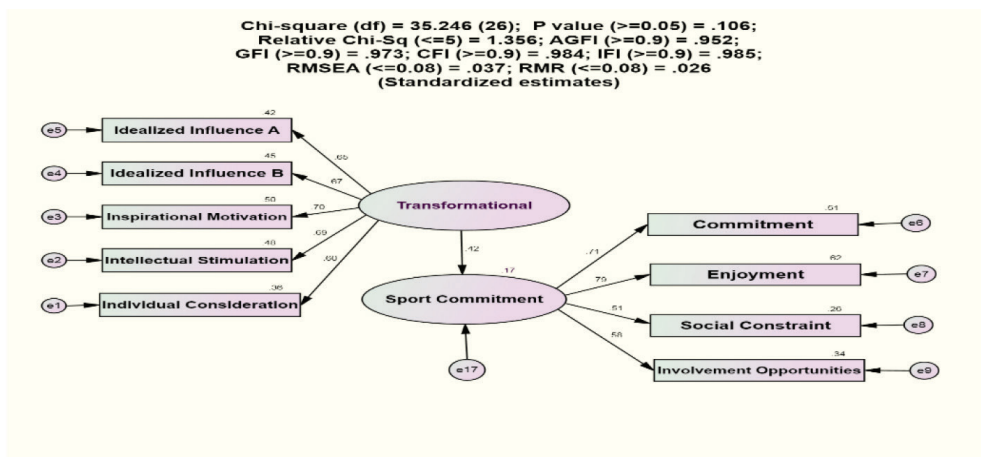 Chi-square (df) = 35.246 (26); P value (>=0.05) = .106;
Relative Chi-Sq (<=5) = 1.356; AGFI (>=0.9) = .952;
GFI (>=0.9) = .973; CFI (>=0.9) = .984; IFI (>=0.9) = .985;
RMSEA (<=0.08) = .037; RMR (<=0.08) = .026
(Standardized estimates)
.42
e5
Idealized Influence A
.65
.45
e4
Idealized Influence B
.67
.50
e3
Inspirational Motivation
.70
e2
Intellectual Stimulation
.69
.36
e1
Individual Consideration
.60
Transformational
.42
.17
Sport Commitment
e17
.51
Commitment
e6
.71
.62
Enjoyment
e7
.79
.26
Social Constraint
e8
.51
.34
Involvement Opportunities
e9
.58